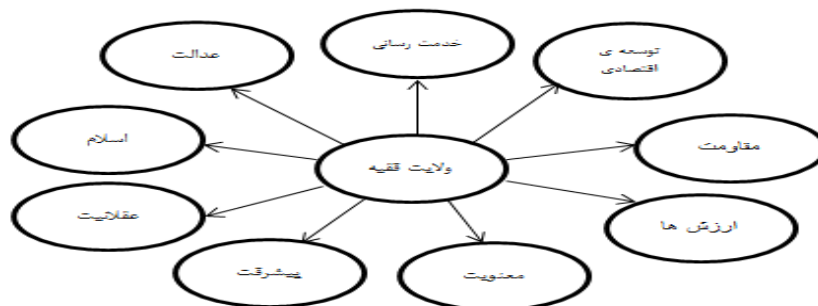 خدمت رسانی
توسعه ی
اقتصادی
عدالت
مقاومت
اسلام
ولایت فقیه
ارزش ها
عقلانیت
پیشرفت
معنویت